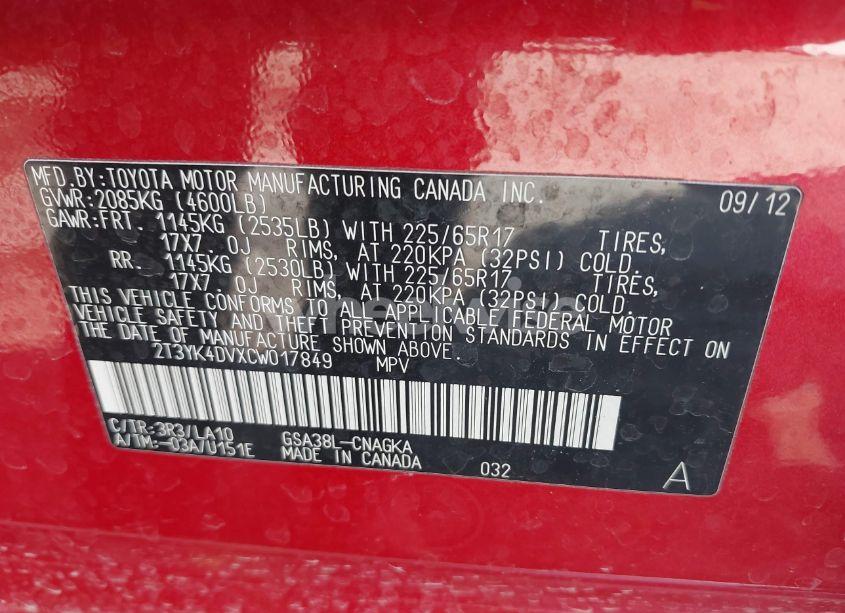 MFD.BY:TOYOTA MOTOR MANUFACTURING CANADA INC. 09/12
GVWR:2085KG (4600LB)
GAWR:FRT. 1145KG (2535LB) WITH 225/65R17 TIRES,
17X7 0J RIMS, AT 220KPA (32PSI) COLD.
RR. 1145KG (2530LB) WITH 225/65R17 TIRES,
17X7 0J RIMS, AT 220KPA (32PSI) COLD.
THIS VEHICLE CONFORMS TO ALL APPLICABLE FEDERAL MOTOR
VEHICLE SAFETY AND THEFT PREVENTION STANDARDS IN EFFECT ON
THE DATE OF MANUFACTURE SHOWN ABOVE.
2T3YK4DVXCW017849 MPV
C/TR:3R3/LA10 GSA38L-CNAGKA
A/TM:-03A/U151E MADE IN CANADA 032 A